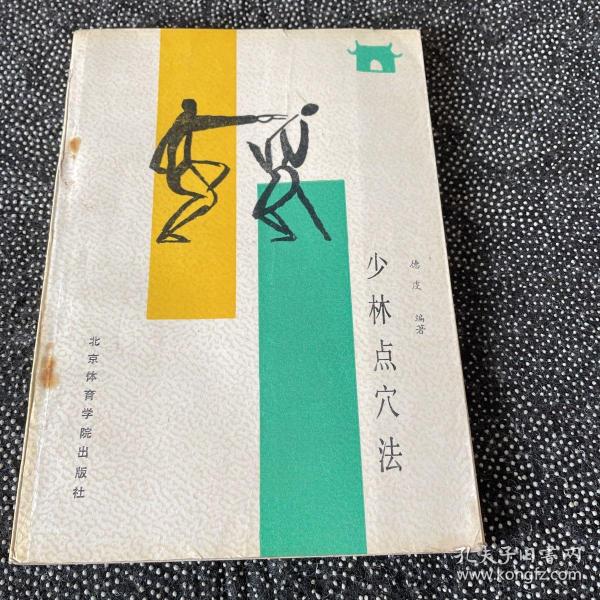 少林点穴法
德虔 编著
北京体育学院出版社
孔夫子旧书网
www.kongfz.com